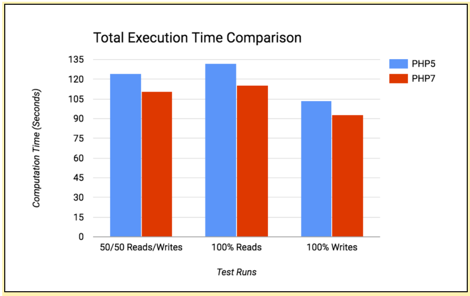 Total Execution Time Comparison
135
120
105
90
75
60
45
30
15
0
Computation Time (Seconds)
50/50 Reads/Writes
100% Reads
100% Writes
Test Runs
PHP5
PHP7